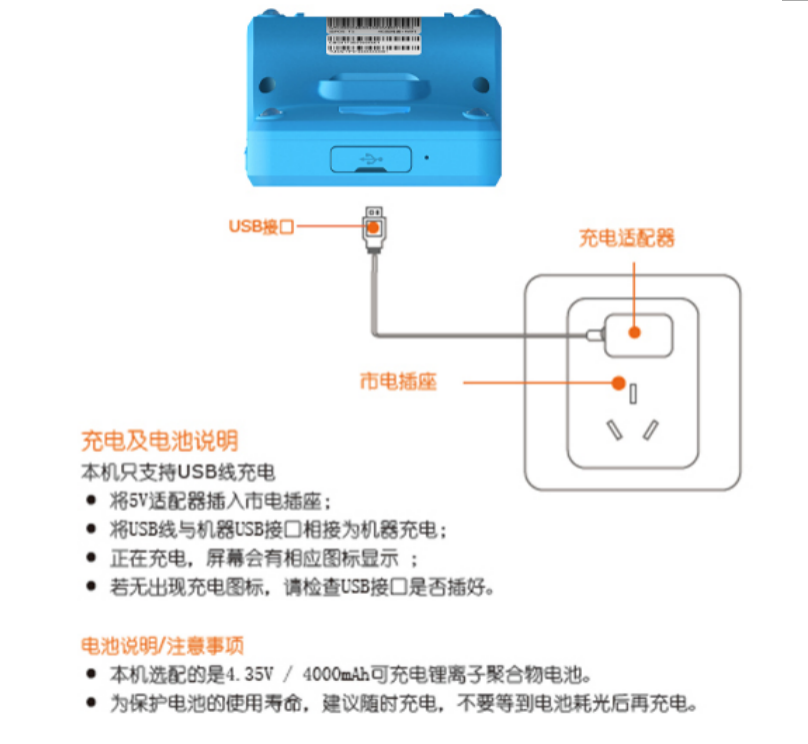 USB接口
充电适配器
市电插座
充电及电池说明
本机只支持USB线充电
● 将5V适配器插入市电插座；
● 将USB线与机器USB接口相接为机器充电；
● 正在充电，屏幕会有相应图标显示 ；
● 若无出现充电图标，请检查USB接口是否插好。
电池说明/注意事项
● 本机选配的是4.35V / 4000mAh可充电锂离子聚合物电池。
● 为保护电池的使用寿命，建议随时充电，不要等到电池耗光后再充电。